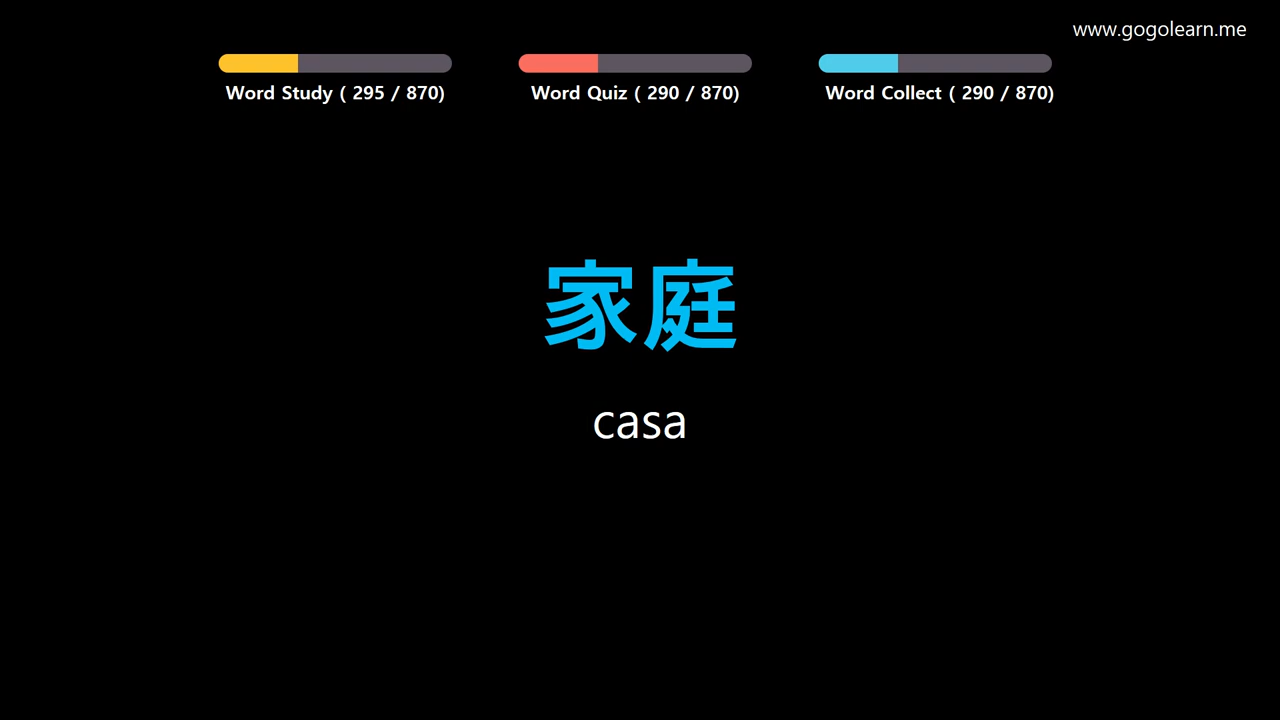 www.gogolearn.me
Word Study ( 295 / 870)
Word Quiz ( 290 / 870)
Word Collect ( 290 / 870)
家庭
casa